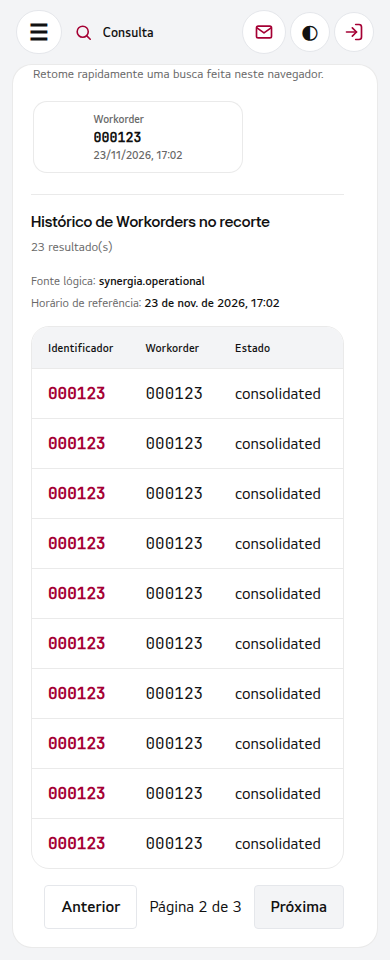 Consulta
Retome rapidamente uma busca feita neste navegador.
Workorder
000123
23/11/2026, 17:02
Histórico de Workorders no recorte
23 resultado(s)
Fonte lógica: synergia.operational
Horário de referência: 23 de nov. de 2026, 17:02
Identificador Workorder Estado
000123 000123 consolidated
000123 000123 consolidated
000123 000123 consolidated
000123 000123 consolidated
000123 000123 consolidated
000123 000123 consolidated
000123 000123 consolidated
000123 000123 consolidated
000123 000123 consolidated
000123 000123 consolidated
Anterior Página 2 de 3 Próxima